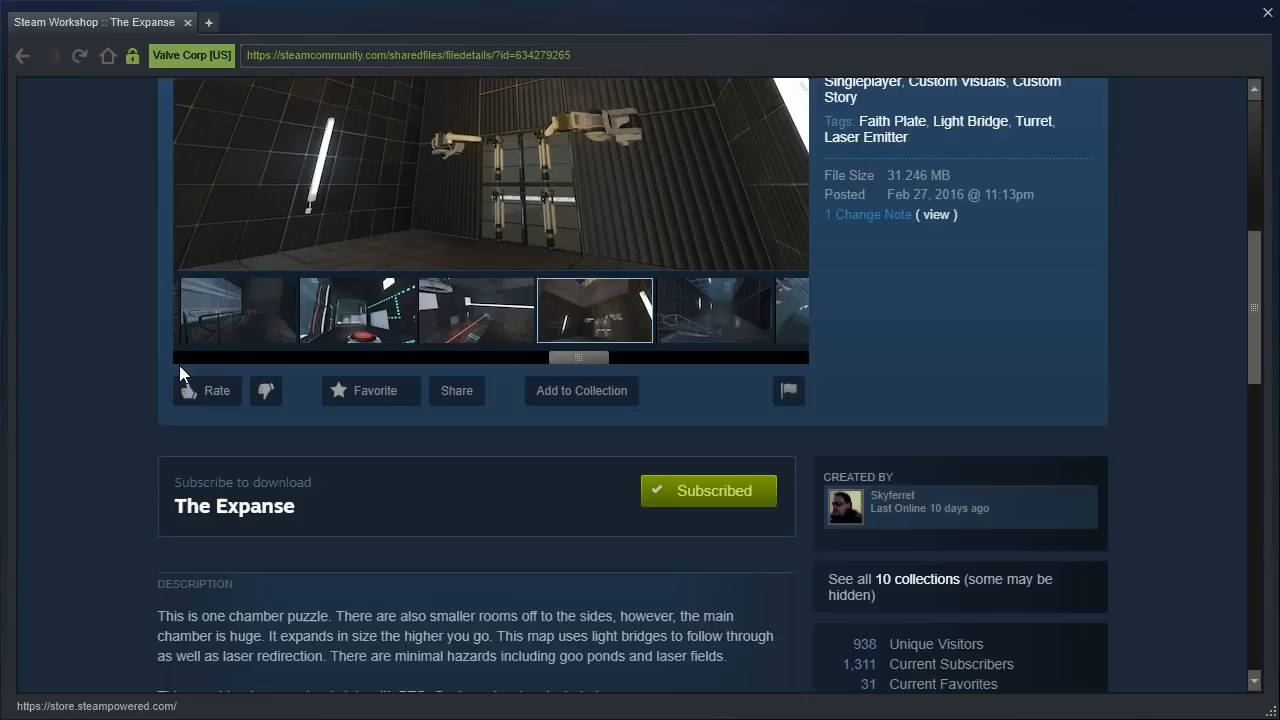 Steam Workshop :: The Expanse
Valve Corp [US]
https://steamcommunity.com/sharedfiles/filedetails/?id=634279265
Singleplayer, Custom Visuals, Custom
Story
Tags: Faith Plate, Light Bridge, Turret,
Laser Emitter
File Size 31.246 MB
Posted Feb 27, 2016 @ 11:13pm
1 Change Note ( view )
Rate
Favorite
Share
Add to Collection
Subscribe to download
The Expanse
Subscribed
CREATED BY
Skyferret
Last Online 10 days ago
See all 10 collections (some may be
hidden)
DESCRIPTION
This is one chamber puzzle. There are also smaller rooms off to the sides, however, the main
chamber is huge. It expands in size the higher you go. This map uses light bridges to follow through
as well as laser redirection. There are minimal hazards including goo ponds and laser fields.
938 Unique Visitors
1,311 Current Subscribers
31 Current Favorites
https://store.steampowered.com/